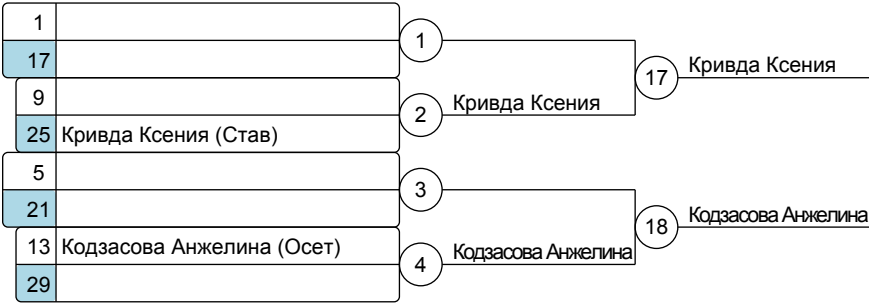 1
17
1
9
25 Кривда Ксения (Став)
2 Кривда Ксения
17 Кривда Ксения
5
21
3
13 Кодзасова Анжелина (Осет)
29
4 Кодзасова Анжелина
18 Кодзасова Анжелина